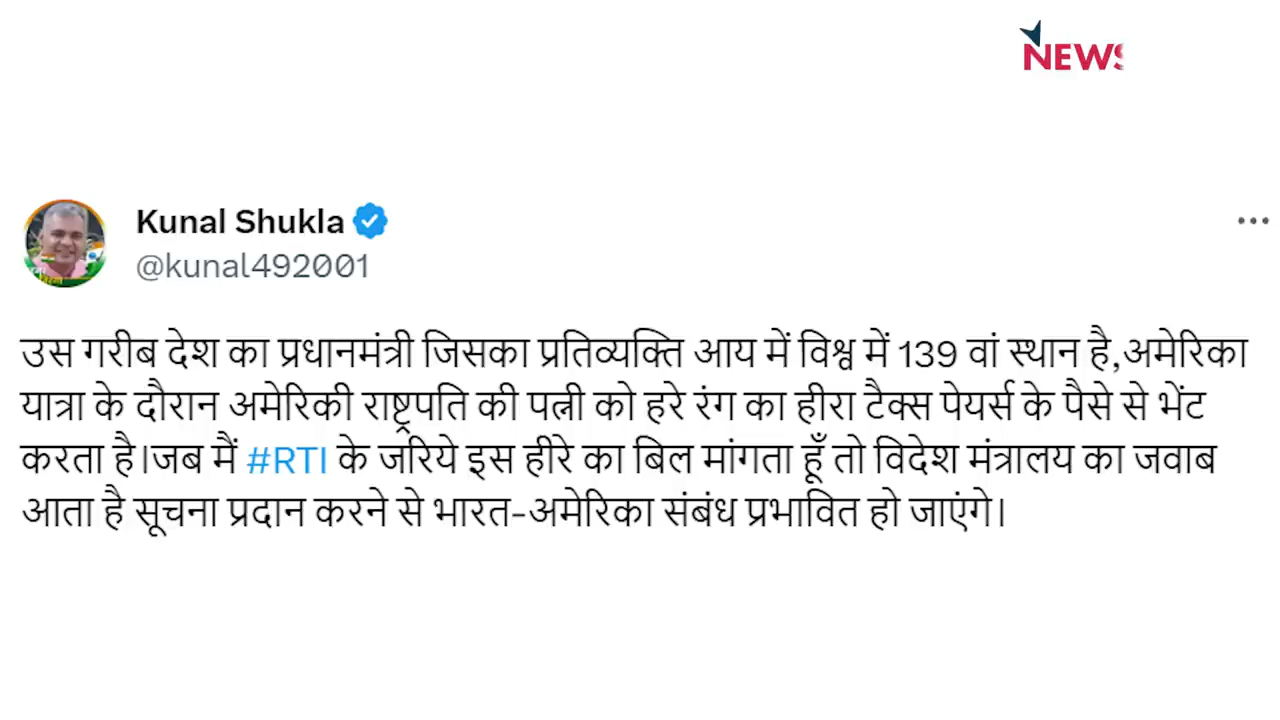 NEWS
Kunal Shukla
@kunal492001
उस गरीब देश का प्रधानमंत्री जिसका प्रतिव्यक्ति आय में विश्व में 139 वां स्थान है,अमेरिका
यात्रा के दौरान अमेरिकी राष्ट्रपति की पत्नी को हरे रंग का हीरा टैक्स पेयर्स के पैसे से भेंट
करता है।जब मैं #RTI के जरिये इस हीरे का बिल मांगता हूँ तो विदेश मंत्रालय का जवाब
आता है सूचना प्रदान करने से भारत-अमेरिका संबंध प्रभावित हो जाएंगे।